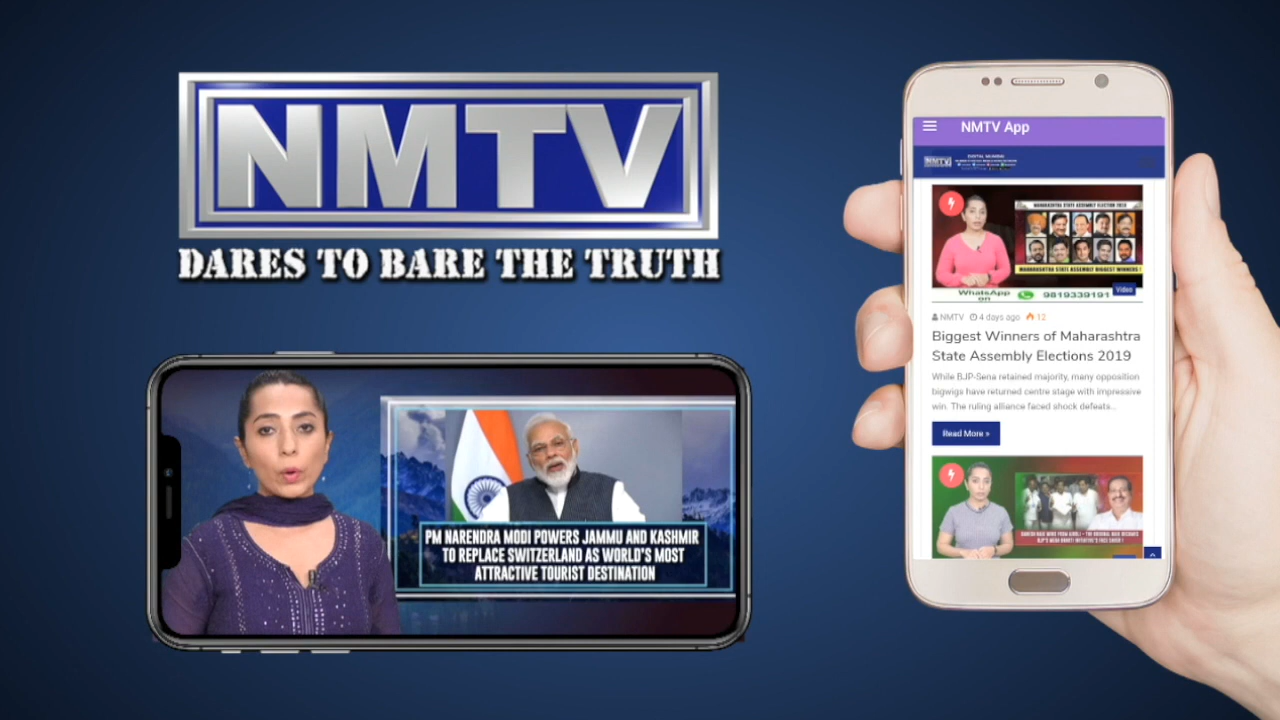 NMTV
DARES TO BARE THE TRUTH
PM NARENDRA MODI POWERS JAMMU AND KASHMIR
TO REPLACE SWITZERLAND AS WORLD'S MOST
ATTRACTIVE TOURIST DESTINATION
NMTV App
NMTV
MAHARASHTRA STATE ASSEMBLY ELECTION 2019
MAHARASHTRA STATE ASSEMBLY BIGGEST WINNERS !
WhatsApp
on
9819339191
Video
NMTV 4 days ago 12
Biggest Winners of Maharashtra
State Assembly Elections 2019
While BJP-Sena retained majority, many opposition
bigwigs have returned centre stage with impressive
win. The ruling alliance faced shock defeats...
Read More »